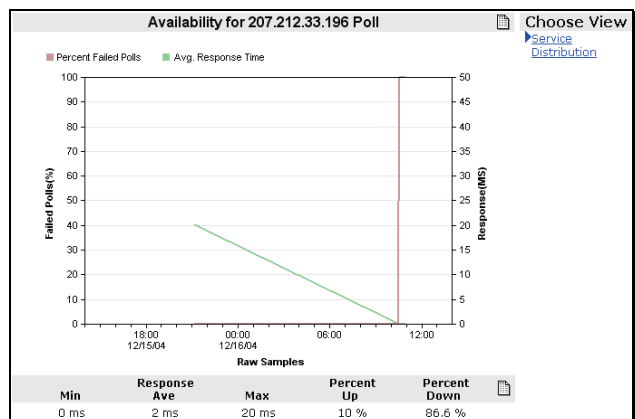 Availability for 207.212.33.196 Poll
Choose View
Service
Distribution
Percent Failed Polls Avg. Response Time
100
90
80
70
60
50
40
30
20
10
0
Failed Polls(%)
50
45
40
35
30
25
20
15
10
5
0
Response(MS)
18:00 00:00 06:00 12:00
12/15/04 12/16/04
Raw Samples
Min Response Ave Max Percent Up Percent Down
0 ms 2 ms 20 ms 10 % 86.6 %